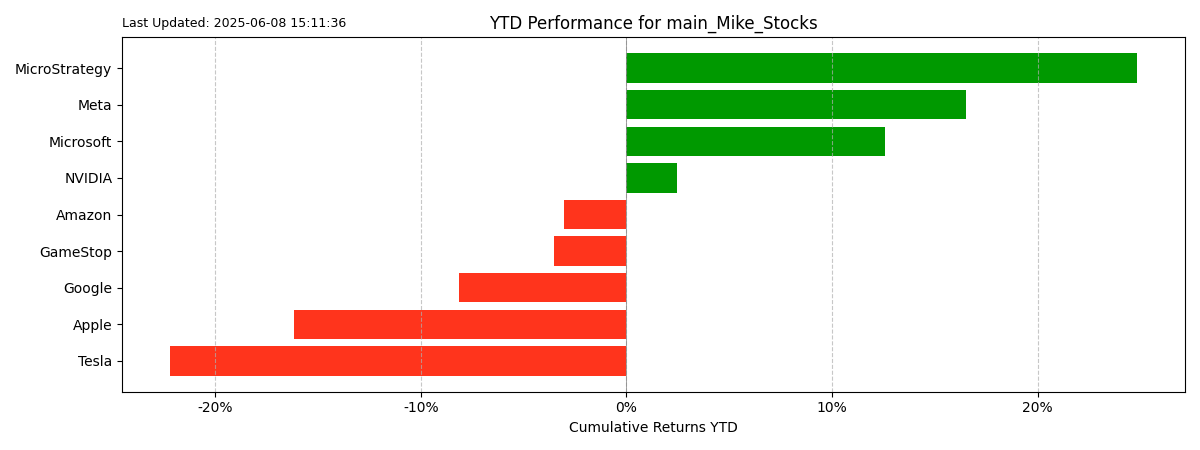 Last Updated: 2025-06-08 15:11:36
YTD Performance for main_Mike_Stocks
MicroStrategy
Meta
Microsoft
NVIDIA
Amazon
GameStop
Google
Apple
Tesla
-20% -10% 0% 10% 20%
Cumulative Returns YTD